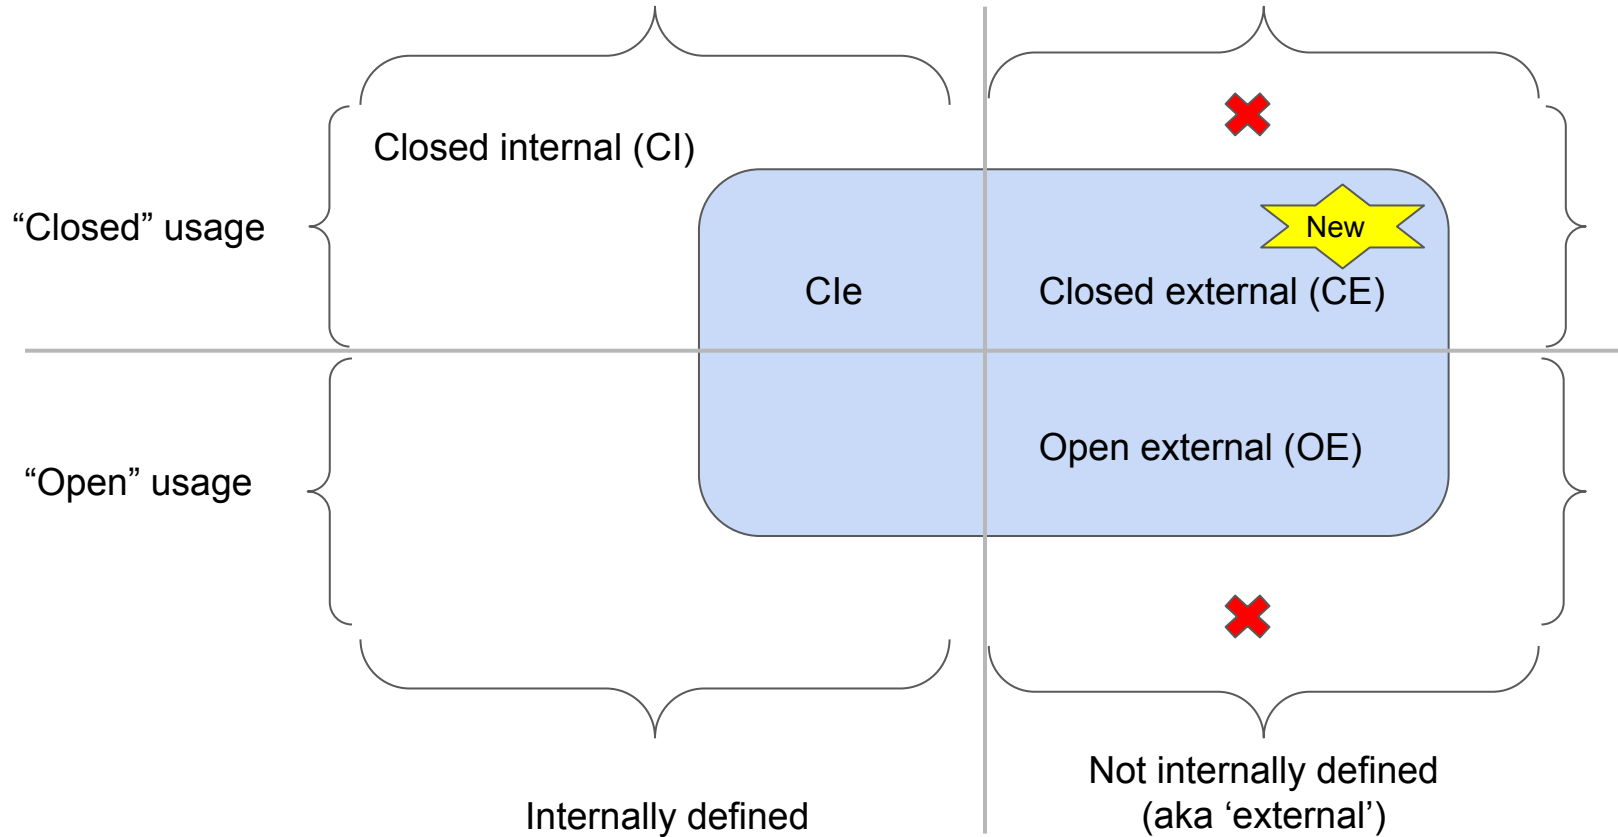 Closed internal (CI)
“Closed” usage
New
CIe
Closed external (CE)
Open external (OE)
“Open” usage
Internally defined
Not internally defined
(aka ‘external’)